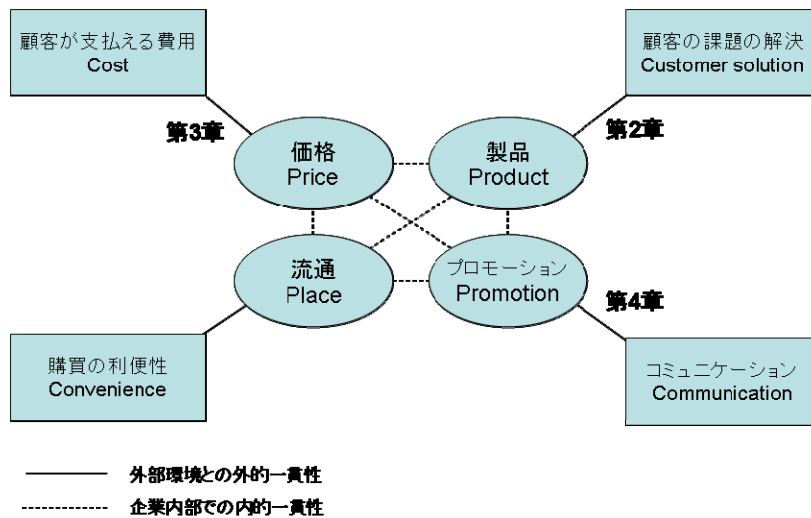 顧客が支払える費用
Cost
顧客の課題の解決
Customer solution
第3章
第2章
価格
Price
製品
Product
流通
Place
プロモーション
Promotion
第4章
購買の利便性
Convenience
コミュニケーション
Communication
外部環境との外的一貫性
企業内部での内的一貫性